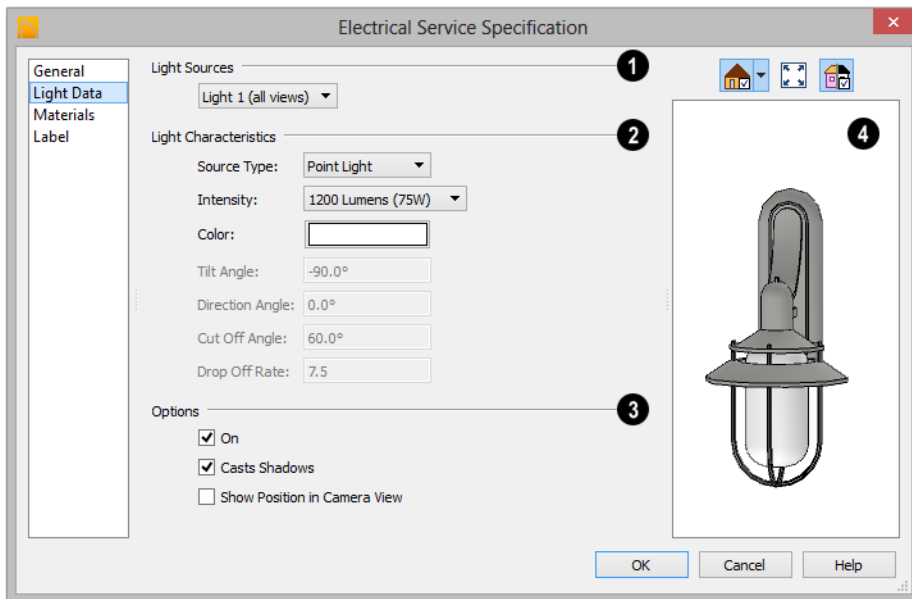 Electrical Service Specification
General
Light Data
Materials
Label
Light Sources 1
Light 1 (all views)
Light Characteristics 2
Source Type: Point Light
Intensity: 1200 Lumens (75W)
Color:
Tilt Angle: -90.0°
Direction Angle: 0.0°
Cut Off Angle: 60.0°
Drop Off Rate: 7.5
Options 3
On
Casts Shadows
Show Position in Camera View
4
OK Cancel Help